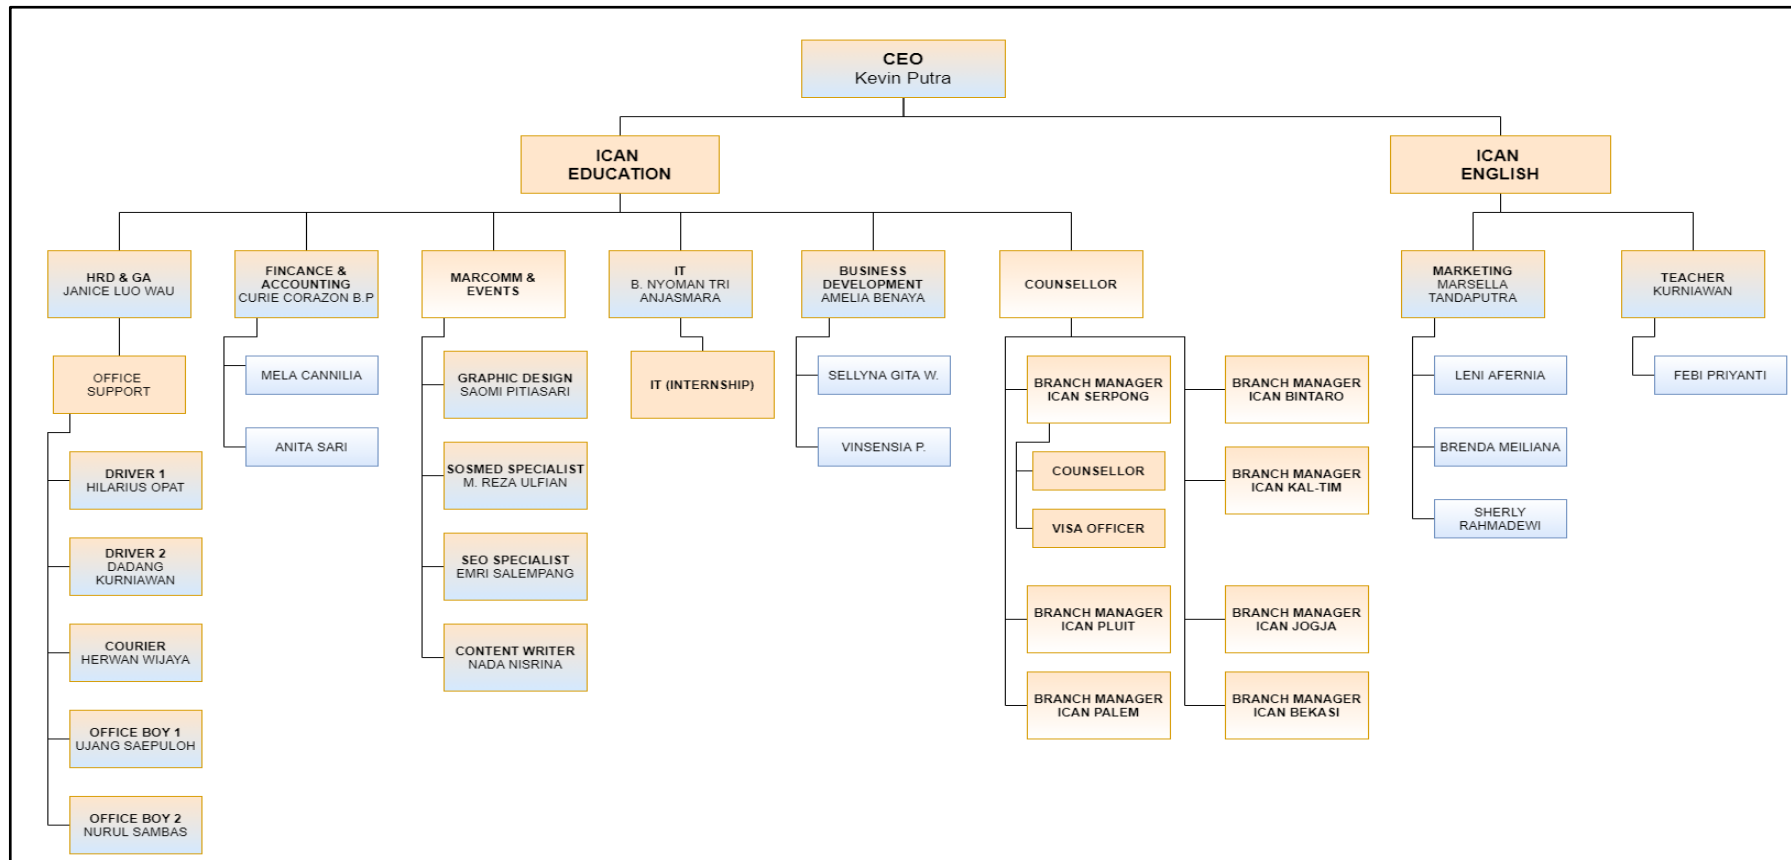 CEO
Kevin Putra
ICAN
EDUCATION
ICAN
ENGLISH
HRD & GA
JANICE LUO WAU
FINCANCE &
ACCOUNTING
CURIE CORAZON B.P
MARCOMM &
EVENTS
IT
B. NYOMAN TRI
ANJASMARA
BUSINESS
DEVELOPMENT
AMELIA BENAYA
COUNSELLOR
MARKETING
MARSELLA
TANDAPUTRA
TEACHER
KURNIAWAN
OFFICE
SUPPORT
DRIVER 1
HILARIUS OPAT
DRIVER 2
DADANG
KURNIAWAN
COURIER
HERWAN WIJAYA
OFFICE BOY 1
UJANG SAEPULOH
OFFICE BOY 2
NURUL SAMBAS
MELA CANNILIA
ANITA SARI
GRAPHIC DESIGN
SAOMI PITIASARI
SOSMED SPECIALIST
M. REZA ULFIAN
SEO SPECIALIST
EMRI SALEMPANG
CONTENT WRITER
NADA NISRINA
IT (INTERNSHIP)
SELLYNA GITA W.
VINSENSIA P.
BRANCH MANAGER
ICAN SERPONG
COUNSELLOR
VISA OFFICER
BRANCH MANAGER
ICAN PLUIT
BRANCH MANAGER
ICAN PALEM
BRANCH MANAGER
ICAN BINTARO
BRANCH MANAGER
ICAN KAL-TIM
BRANCH MANAGER
ICAN JOGJA
BRANCH MANAGER
ICAN BEKASI
LENI AFERNIA
BRENDA MEILIANA
SHERLY
RAHMADEWI
FEBI PRIYANTI